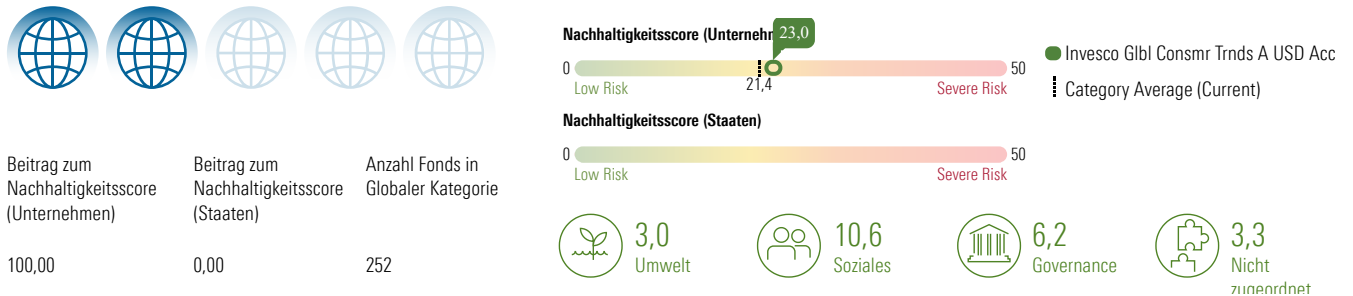 Beitrag zum
Nachhaltigkeitsscore
(Unternehmen)
100,00
Beitrag zum
Nachhaltigkeitsscore
(Staaten)
0,00
Anzahl Fonds in
Globaler Kategorie
252
Nachhaltigkeitsscore (Unternehm
23,0
0
50
Low Risk
21,4
Severe Risk
Nachhaltigkeitsscore (Staaten)
0
50
Low Risk
Severe Risk
Invesco Glbl Consmr Trnds A USD Acc
Category Average (Current)
3,0
Umwelt
10,6
Soziales
6,2
Governance
3,3
Nicht
zugeordnet